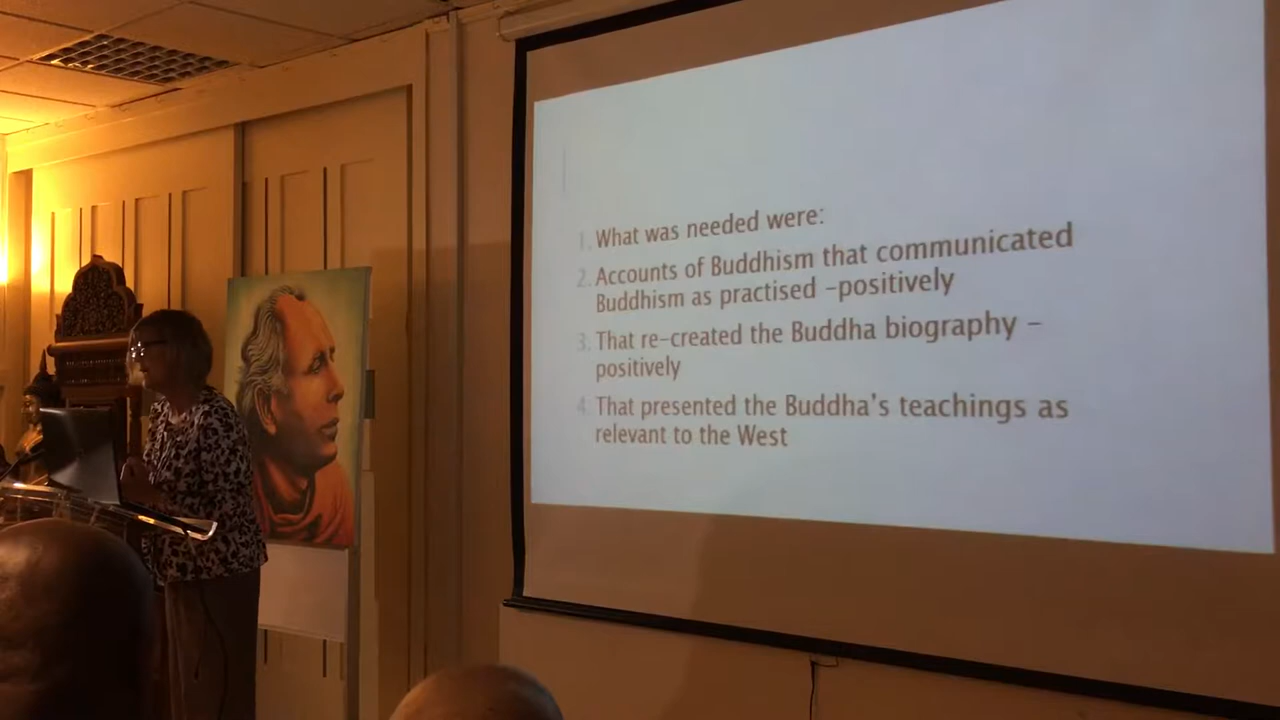 1. What was needed were:
2. Accounts of Buddhism that communicated
Buddhism as practised -positively
3. That re-created the Buddha biography –
positively
4. That presented the Buddha's teachings as
relevant to the West